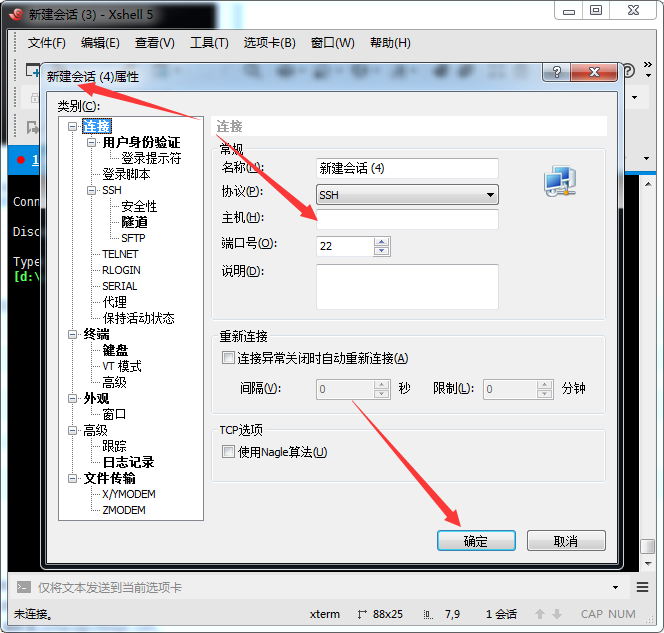 新建会话 (3) - Xshell 5
文件(F) 编辑(E) 查看(V) 工具(T) 选项卡(B) 窗口(W) 帮助(H)
新建会话 (4)属性
类别(C):
连接
用户身份验证
登录提示符
登录脚本
SSH
安全性
隧道
SFTP
TELNET
RLOGIN
SERIAL
代理
保持活动状态
终端
键盘
VT 模式
高级
外观
窗口
高级
跟踪
日志记录
文件传输
X/YMODEM
ZMODEM
连接
常规
名称(N): 新建会话 (4)
协议(P): SSH
主机(H):
端口号(O): 22
说明(D):
重新连接
连接异常关闭时自动重新连接(A)
间隔(V): 0 秒 限制(L): 0 分钟
TCP选项
使用Nagle算法(U)
确定 取消
1
Conn
Disc
Type
[d:\
仅将文本发送到当前选项卡
未连接。 xterm 88x25 7,9 1 会话 CAP NUM